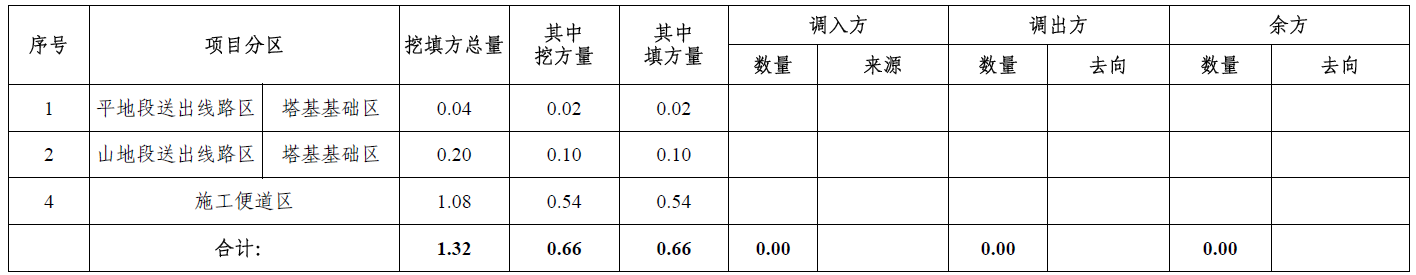 序号 项目分区 挖填方总量 其中挖方量 其中填方量 调入方 调出方 余方
数量 来源 数量 去向 数量 去向
1 平地段送出线路区 塔基基础区 0.04 0.02 0.02
2 山地段送出线路区 塔基基础区 0.20 0.10 0.10
4 施工便道区 1.08 0.54 0.54
合计: 1.32 0.66 0.66 0.00 0.00 0.00